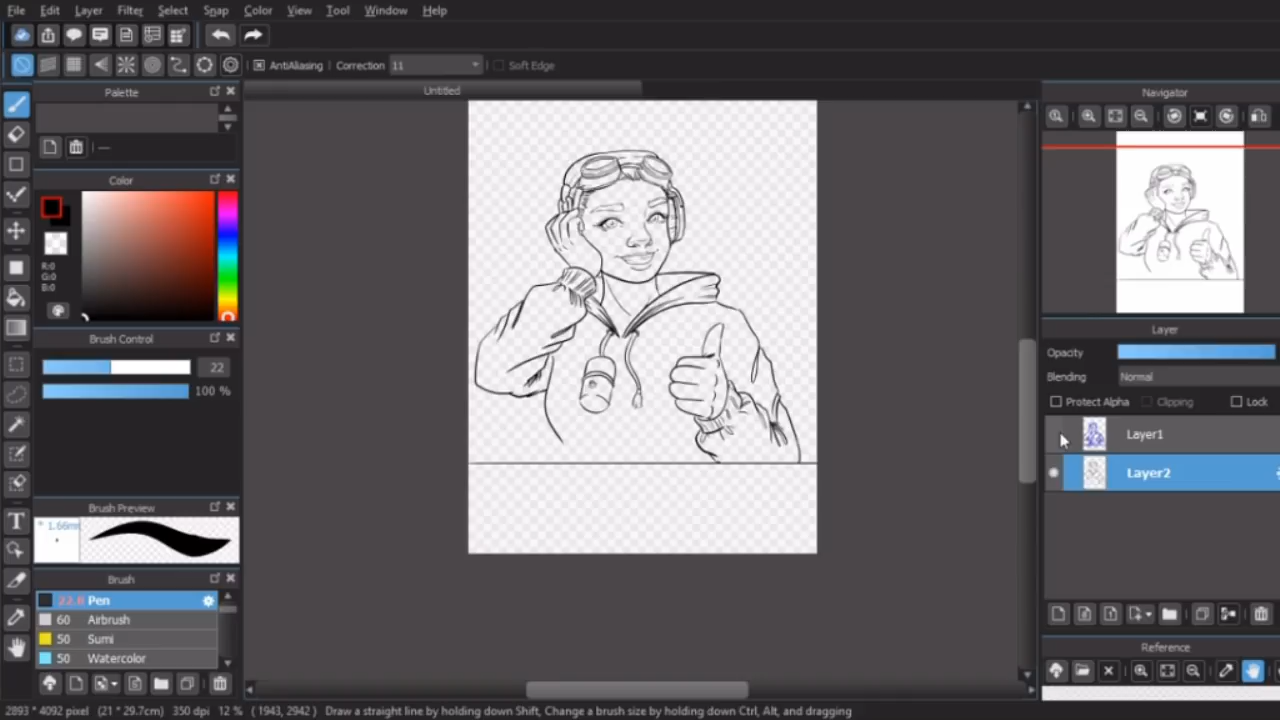 File Edit Layer Filter Select Snap Color View Tool Window Help
AntiAliasing Correction 11 Soft Edge
Palette
Untitled
Navigator
Color
R:0
G:0
B:0
Brush Control
22
100 %
Layer
Opacity
Blending Normal
Protect Alpha Clipping Lock
Layer1
Layer2
Brush Preview
Brush
22.0 Pen
60 Airbrush
50 Sumi
50 Watercolor
Reference
2893 * 4092 pixel (21 * 29.7cm) 350 dpi 12 % ( 1943, 2942 ) Draw a straight line by holding down Shift, Change a brush size by holding down Ctrl, Alt, and dragging